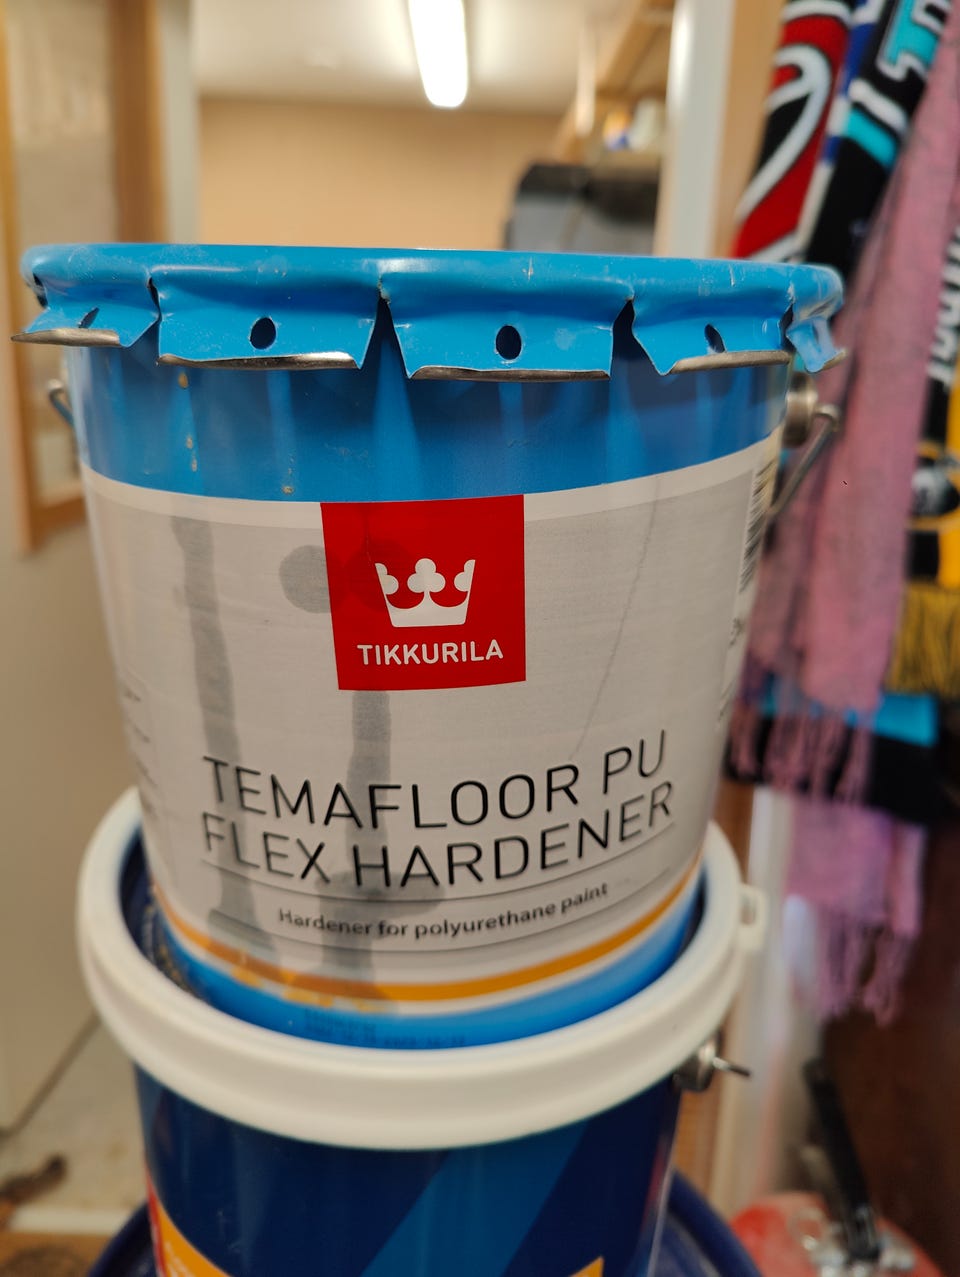 TIKKURILA
TEMAFLOOR PU
FLEX HARDENER
Hardener for polyurethane paint